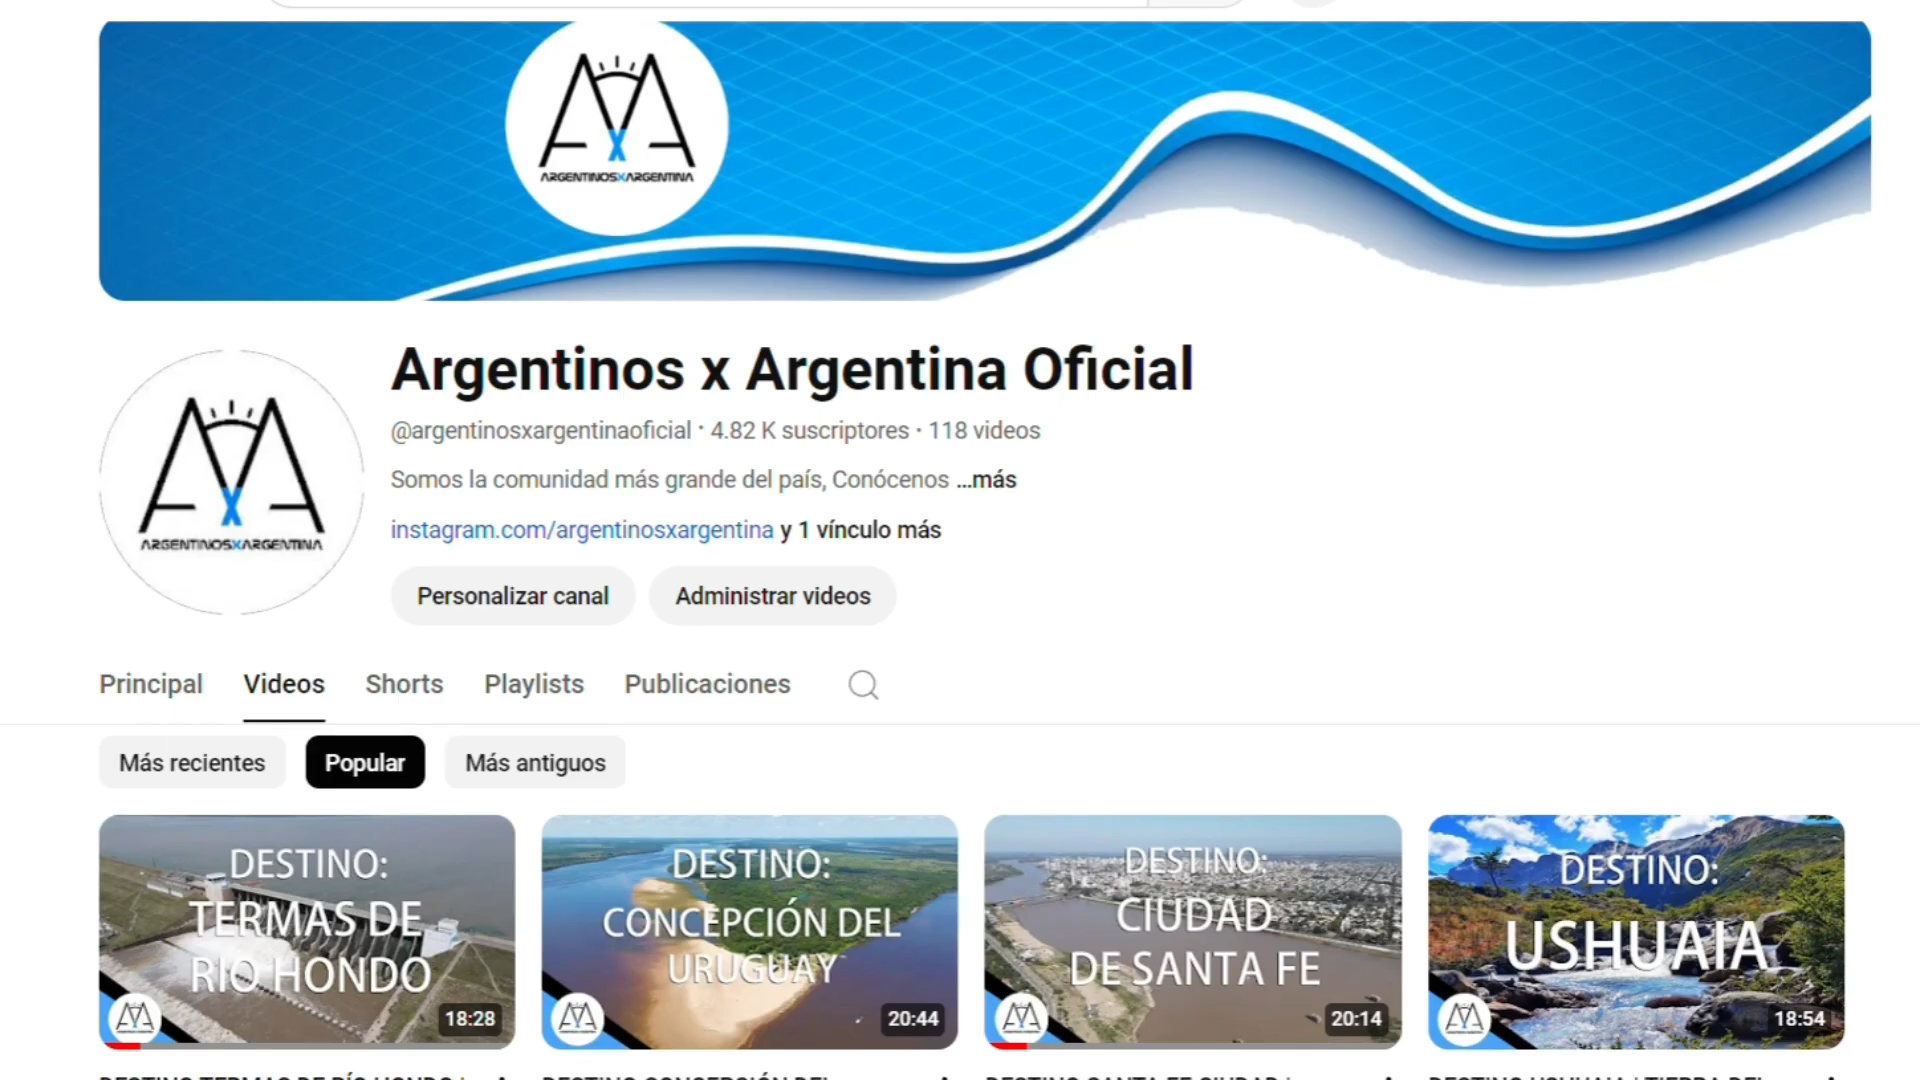 ARGENTINOSXARGENTINA
Argentinos x Argentina Oficial
@argentinosxargentinaoficial · 4.82 K suscriptores · 118 videos
Somos la comunidad más grande del país, Conócenos ...más
instagram.com/argentinosxargentina y 1 vínculo más
ARGENTINOSXARGENTINA
Personalizar canal Administrar videos
Principal Videos Shorts Playlists Publicaciones
Más recientes Popular Más antiguos
DESTINO:
TERMAS DE
RIO HONDO
18:28
DESTINO:
CONCEPCIÓN DEL
URUGUAY
20:44
DESTINO:
CIUDAD
DE SANTA FE
20:14
DESTINO:
USHUAIA
18:54